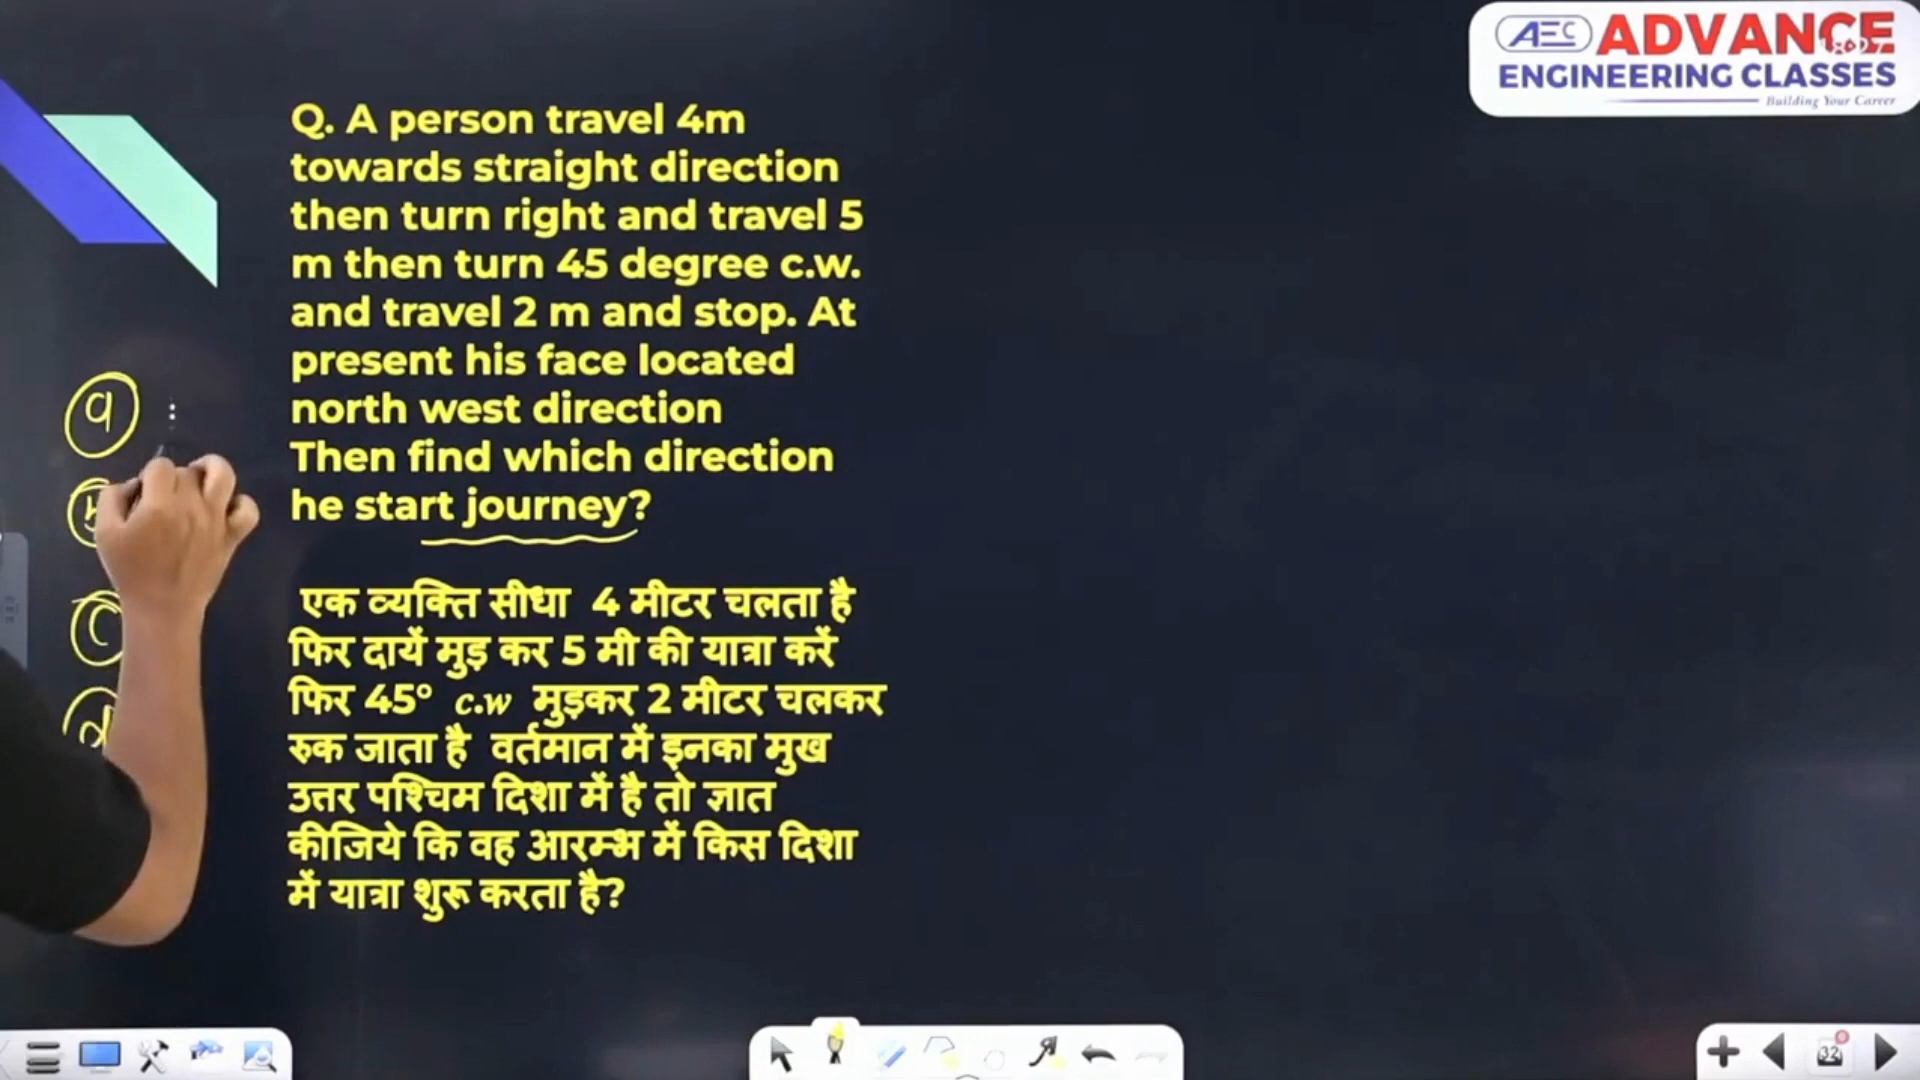 AEC ADVANCE
ENGINEERING CLASSES
Building Your Career
Q. A person travel 4m
towards straight direction
then turn right and travel 5
m then turn 45 degree c.w.
and travel 2 m and stop. At
present his face located
north west direction
Then find which direction
he start journey?
एक व्यक्ति सीधा 4 मीटर चलता है
फिर दायें मुड़ कर 5 मी की यात्रा करें
फिर 45° c.w मुड़कर 2 मीटर चलकर
रुक जाता है वर्तमान में इनका मुख
उत्तर पश्चिम दिशा में है तो ज्ञात
कीजिये कि वह आरम्भ में किस दिशा
में यात्रा शुरू करता है?
a
b
c
d
32